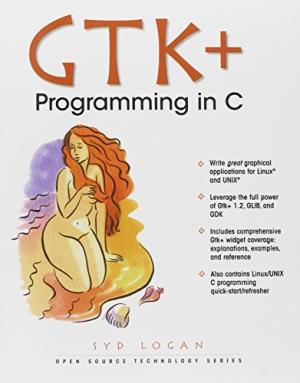 GTK+
Programming in C
Write great graphical
applications for Linux® and
UNIX®
Leverage the full power
of Gtk+ 1.2, GLIB, and
GDK
Includes comprehensive
Gtk+ widget coverage:
explanations, examples,
and reference
Also contains Linux/UNIX
C programming
quick-start/refresher
SYD LOGAN
OPEN SOURCE TECHNOLOGY SERIES